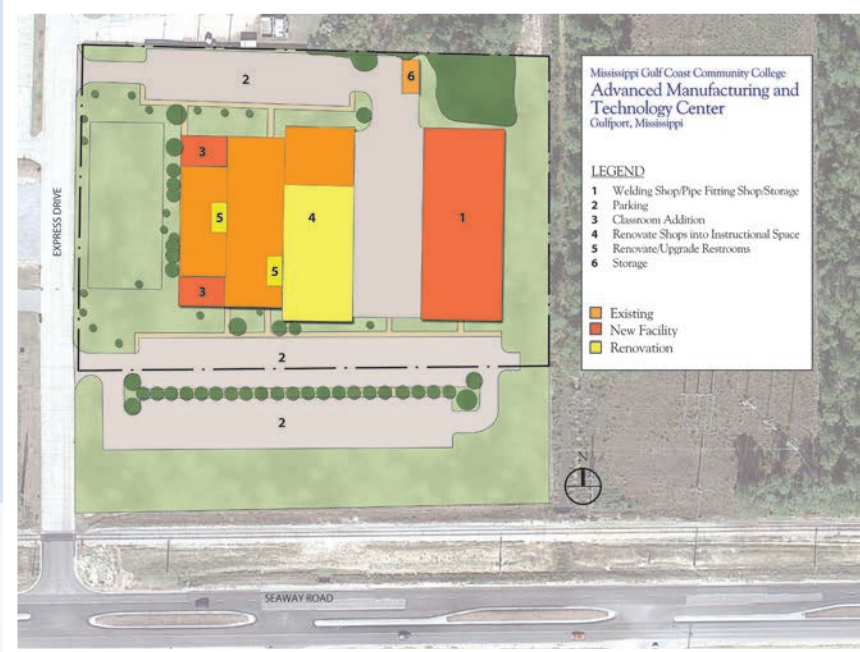 Mississippi Gulf Coast Community College
Advanced Manufacturing and
Technology Center
Gulfport, Mississippi
LEGEND
1 Welding Shop/Pipe Fitting Shop/Storage
2 Parking
3 Classroom Addition
4 Renovate Shops into Instructional Space
5 Renovate/Upgrade Restrooms
6 Storage
Existing
New Facility
Renovation
2
6
3
5
4
1
5
3
2
2
EXPRESS DRIVE
N
SEAWAY ROAD